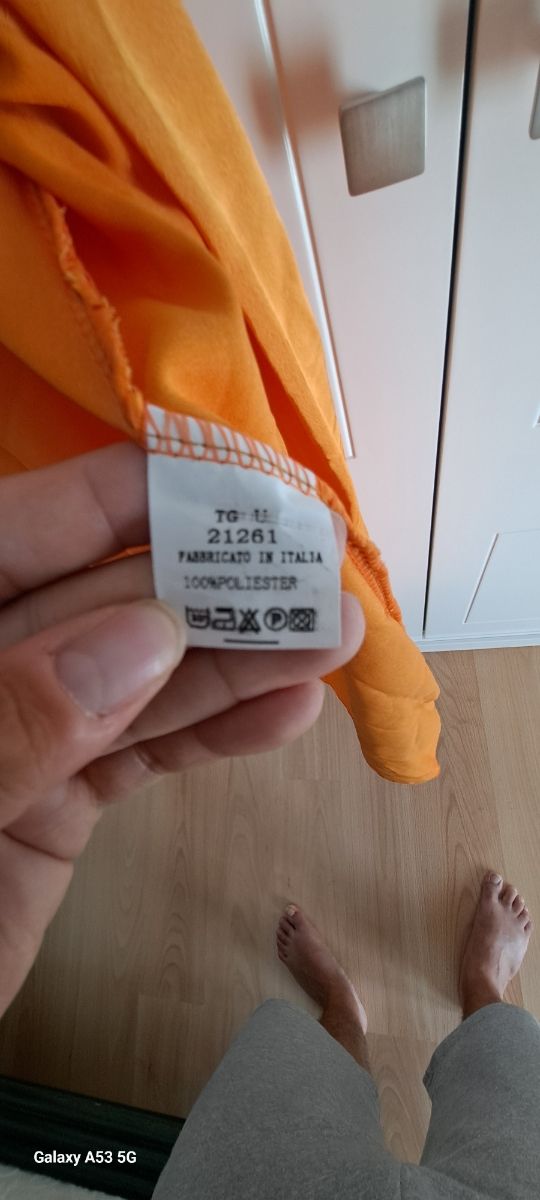 TG U
21261
FABBRICATO IN ITALIA
100%POLIESTER
P
Galaxy A53 5G